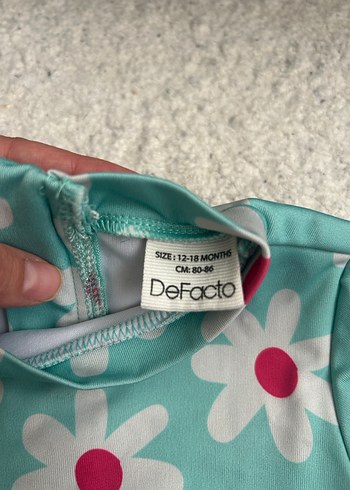 SIZE : 12-18 MONTHS
CM: 80-86
DeFacto